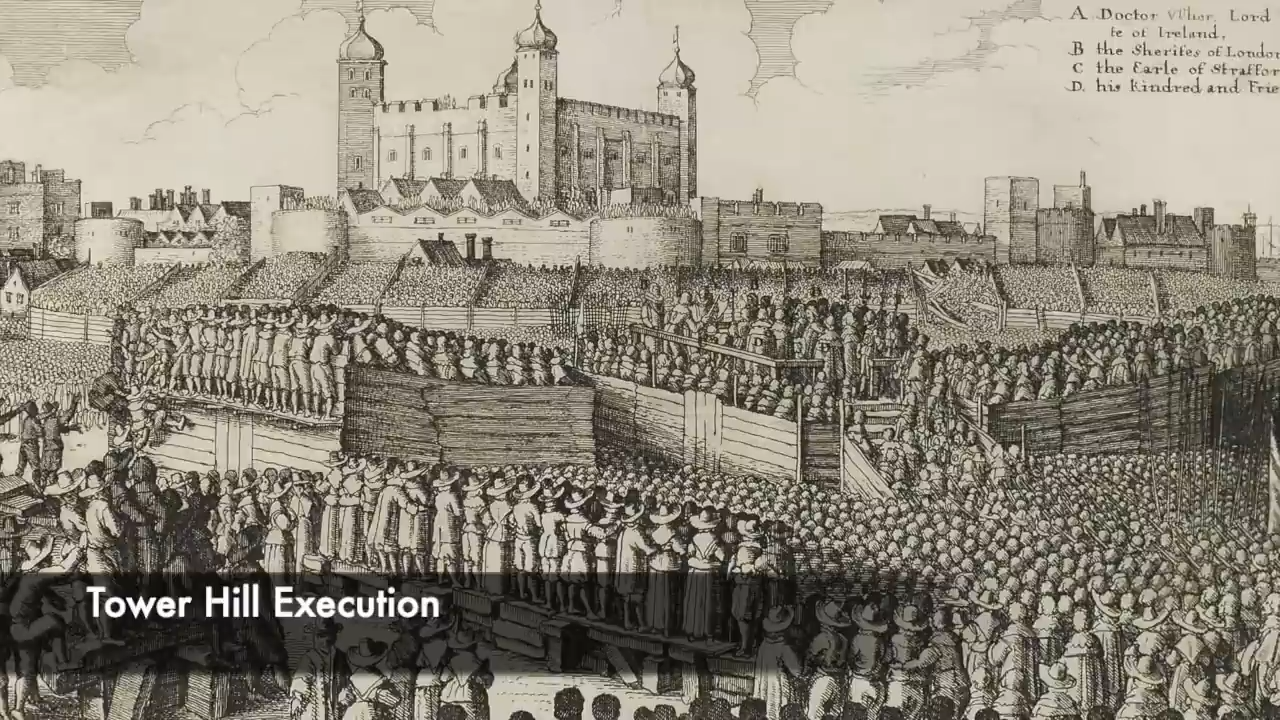 A Doctor Usher, Lord
te of Ireland,
B the Sherifes of London
C the Earle of Straffor
D. his Kindred and Frie
Tower Hill Execution